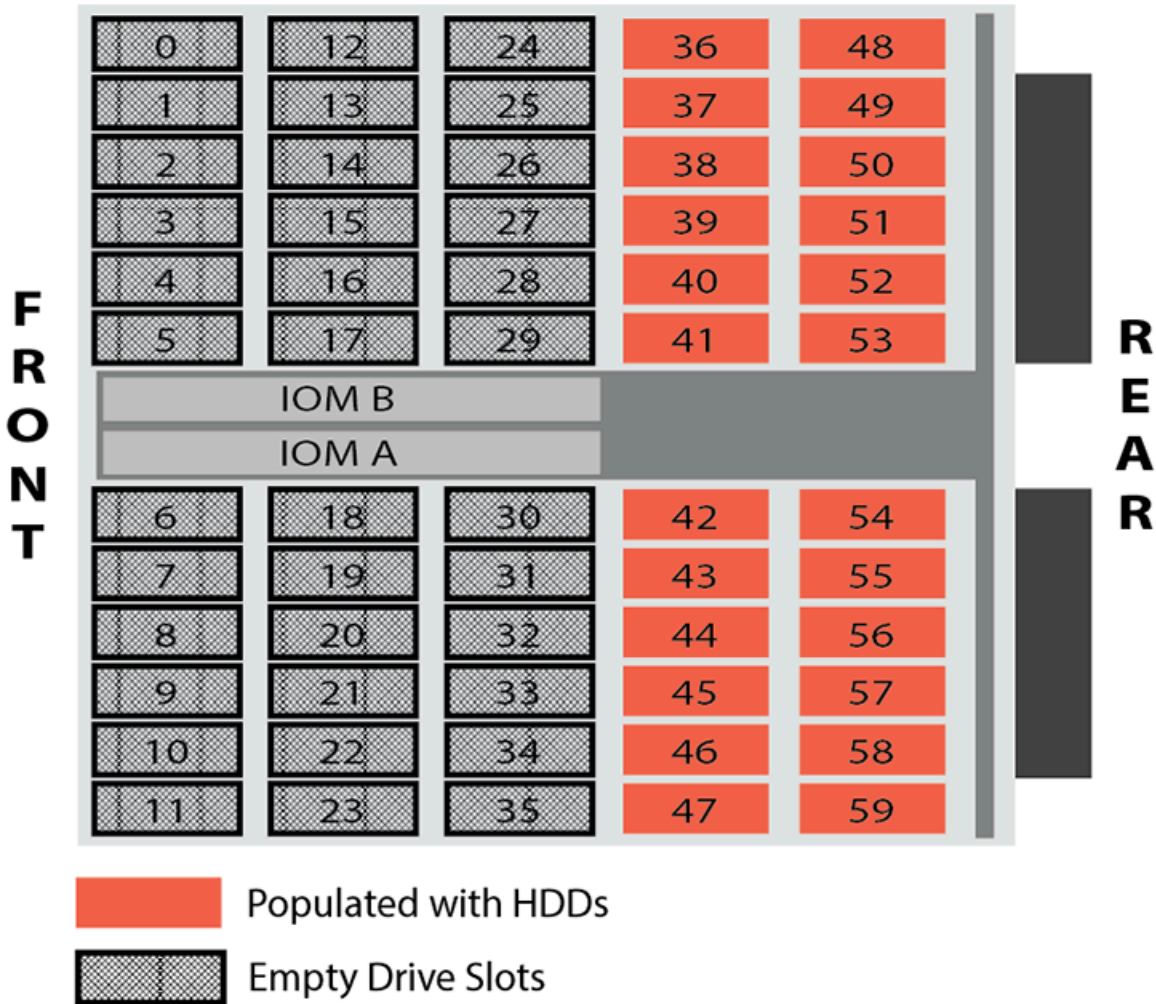 0 12 24 36 48
1 13 25 37 49
2 14 26 38 50
3 15 27 39 51
4 16 28 40 52
5 17 29 41 53
FRONT
IOM B
IOM A
REAR
6 18 30 42 54
7 19 31 43 55
8 20 32 44 56
9 21 33 45 57
10 22 34 46 58
11 23 35 47 59
Populated with HDDs
Empty Drive Slots